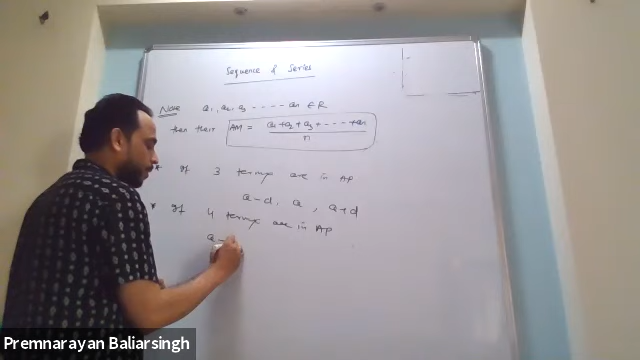 Sequence & Series
Note a₁, a₂, a₃ ----- aₙ ∈ R
then their AM = a₁ + a₂ + a₃ + ---- + aₙ / n
* If 3 terms are in AP
a-d, a, a+d
* If 4 terms are in AP
a-
Premnarayan Baliarsingh